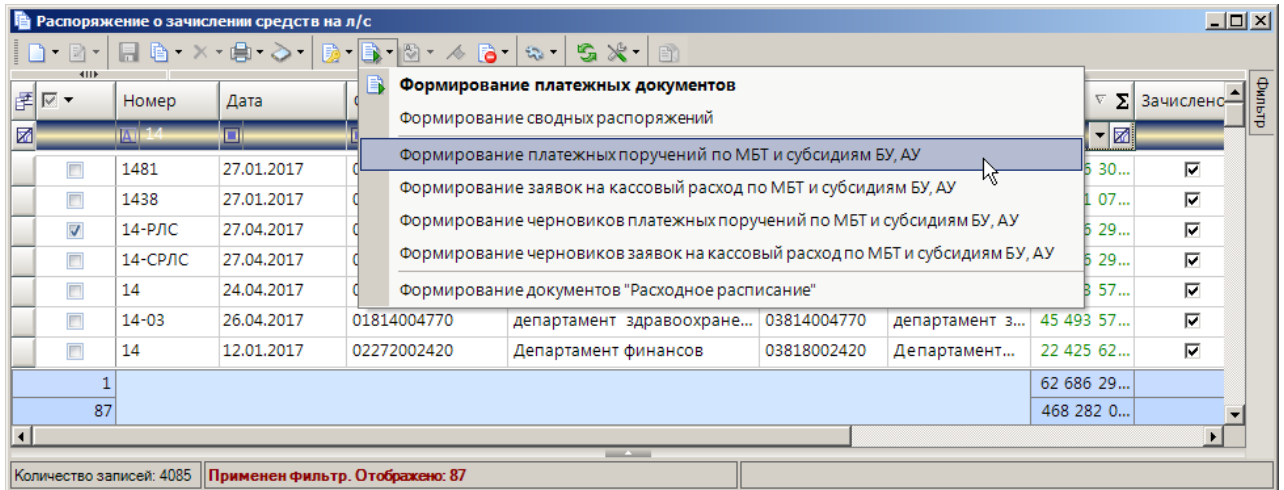 Распоряжение о зачислении средств на л/с
Формирование платежных документов
Формирование сводных распоряжений
Формирование платежных поручений по МБТ и субсидиям БУ, АУ
Формирование заявок на кассовый расход по МБТ и субсидиям БУ, АУ
Формирование черновиков платежных поручений по МБТ и субсидиям БУ, АУ
Формирование черновиков заявок на кассовый расход по МБТ и субсидиям БУ, АУ
Формирование документов "Расходное расписание"
Номер Дата Σ Зачислено
Фильтр
14
1481 27.01.2017 30... 
1438 27.01.2017 07...
14-РЛС 27.04.2017 29...
14-СРЛС 27.04.2017 29...
14 24.04.2017 57...
14-03 26.04.2017 01814004770 департамент здравоохране... 03814004770 департамент з... 45 493 57...
14 12.01.2017 02272002420 Департамент финансов 03818002420 Департамент... 22 425 62...
1 62 686 29...
87 468 282 0...
Количество записей: 4085 Применен фильтр. Отображено: 87